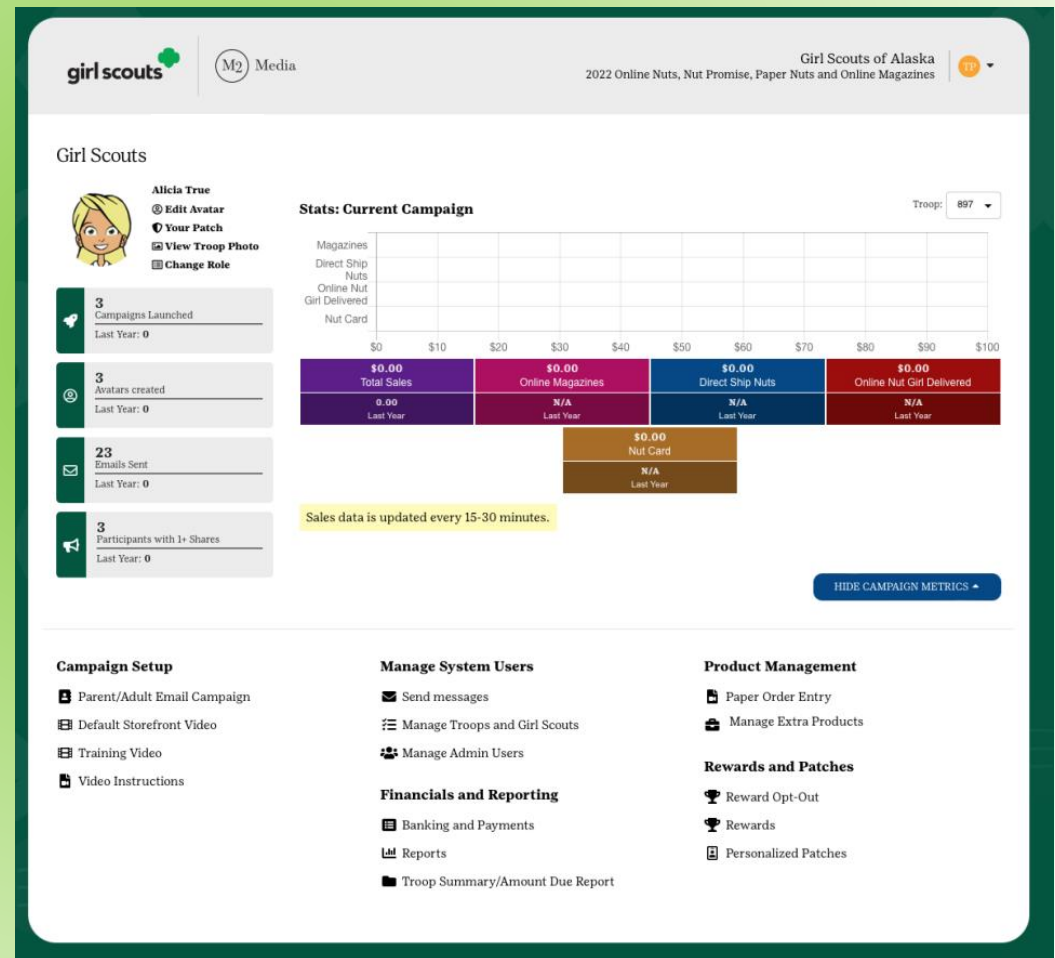 girl scouts
M2 Media
Girl Scouts of Alaska
2022 Online Nuts, Nut Promise, Paper Nuts and Online Magazines
TP
Girl Scouts
Alicia True
Edit Avatar
Your Patch
View Troop Photo
Change Role
3
Campaigns Launched
Last Year: 0
3
Avatars created
Last Year: 0
23
Emails Sent
Last Year: 0
3
Participants with 1+ Shares
Last Year: 0
Stats: Current Campaign
Troop: 897
Magazines
Direct Ship
Nuts
Online Nut
Girl Delivered
Nut Card
$0 $10 $20 $30 $40 $50 $60 $70 $80 $90 $100
$0.00
Total Sales
0.00
Last Year
$0.00
Online Magazines
N/A
Last Year
$0.00
Direct Ship Nuts
N/A
Last Year
$0.00
Online Nut Girl Delivered
N/A
Last Year
$0.00
Nut Card
N/A
Last Year
Sales data is updated every 15-30 minutes.
HIDE CAMPAIGN METRICS
Campaign Setup
Parent/Adult Email Campaign
Default Storefront Video
Training Video
Video Instructions
Manage System Users
Send messages
Manage Troops and Girl Scouts
Manage Admin Users
Financials and Reporting
Banking and Payments
Reports
Troop Summary/Amount Due Report
Product Management
Paper Order Entry
Manage Extra Products
Rewards and Patches
Reward Opt-Out
Rewards
Personalized Patches